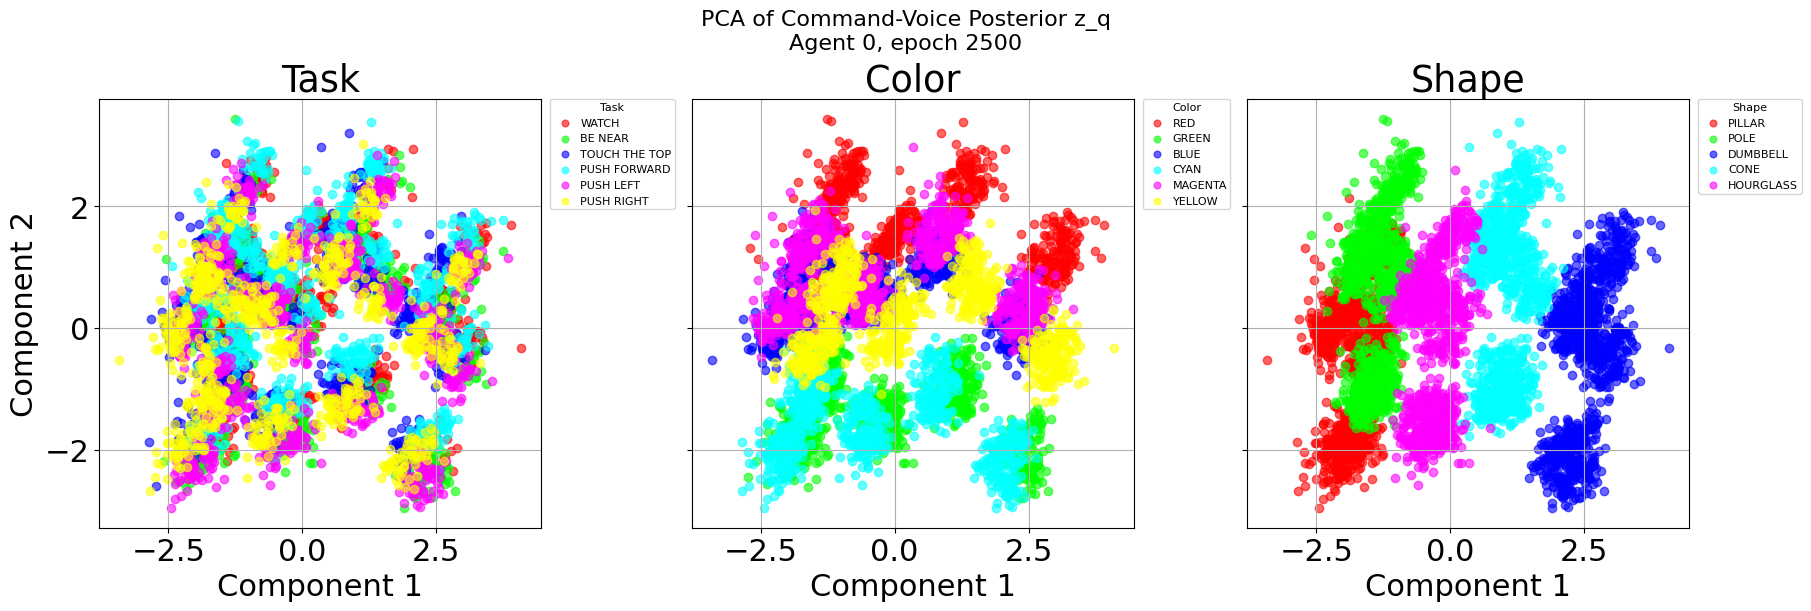 PCA of Command-Voice Posterior z_q
Agent 0, epoch 2500
Task
Component 2
2
0
−2
−2.5
0.0
2.5
Component 1
Task
WATCH
BE NEAR
TOUCH THE TOP
PUSH FORWARD
PUSH LEFT
PUSH RIGHT
Color
−2.5
0.0
2.5
Component 1
Color
RED
GREEN
BLUE
CYAN
MAGENTA
YELLOW
Shape
−2.5
0.0
2.5
Component 1
Shape
PILLAR
POLE
DUMBBELL
CONE
HOURGLASS